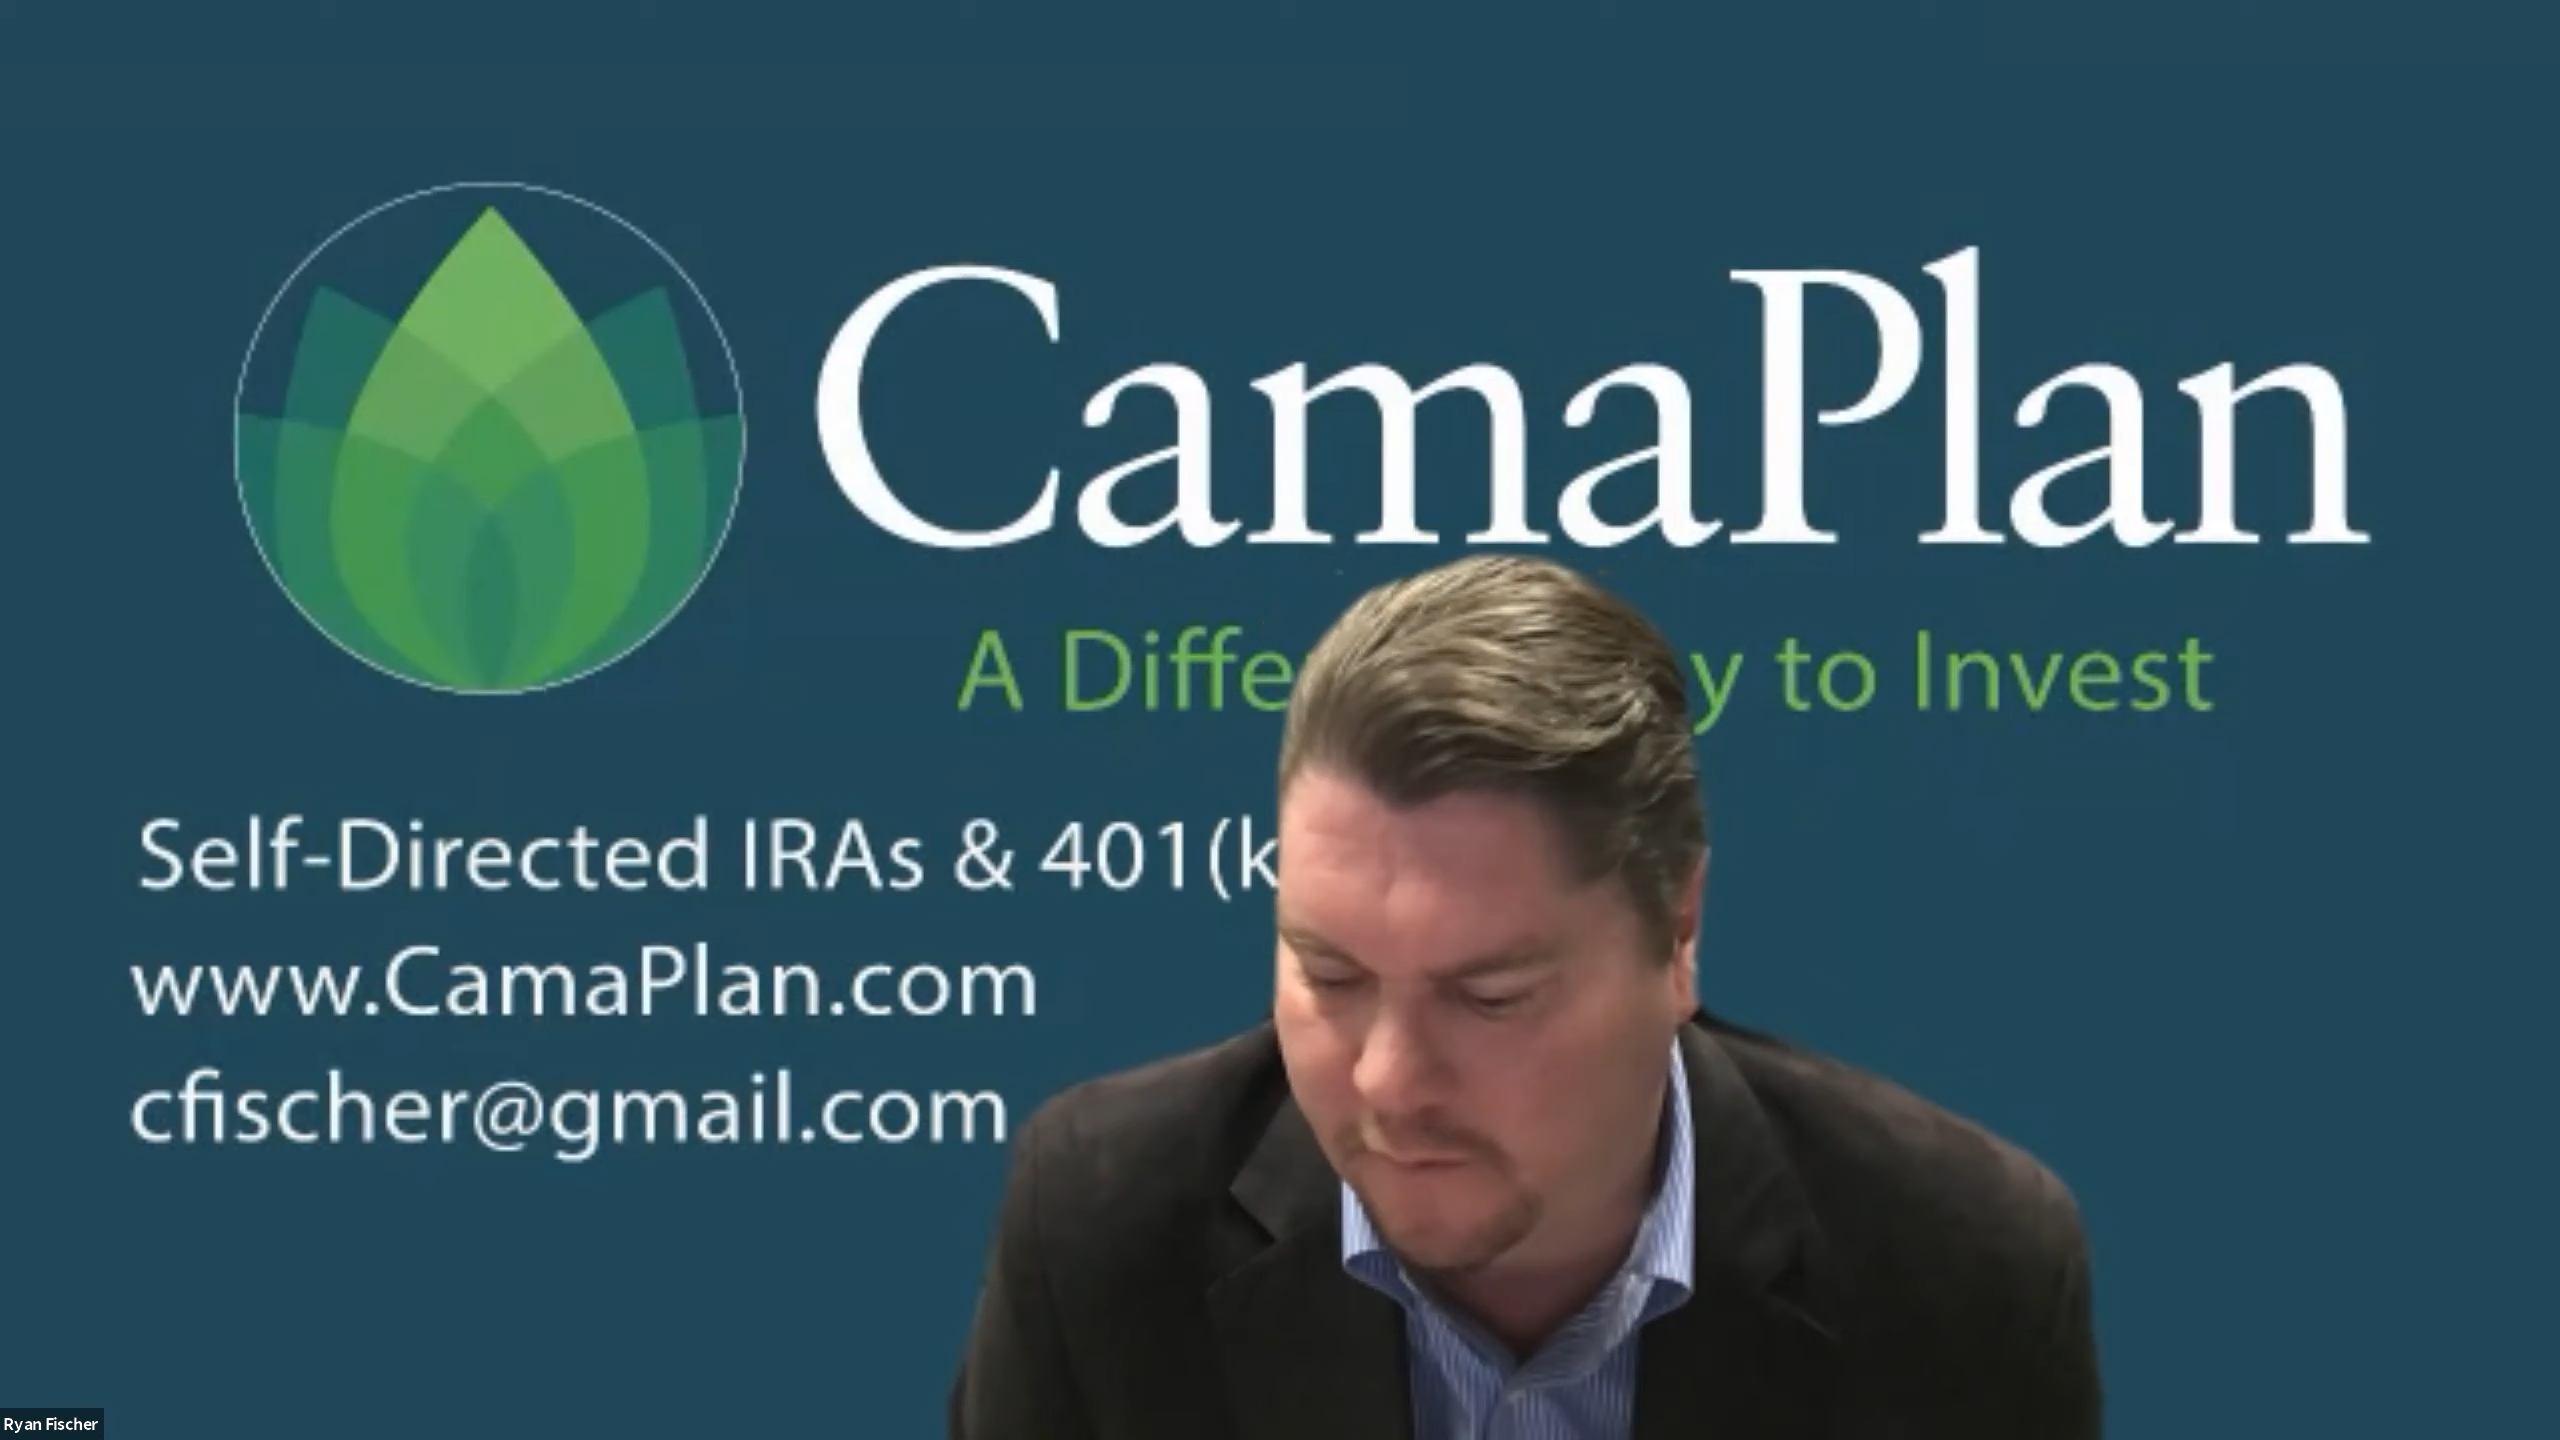 CamaPlan
A Diffe y to Invest
Self-Directed IRAs & 401(k
www.CamaPlan.com
cfischer@gmail.com
Ryan Fischer